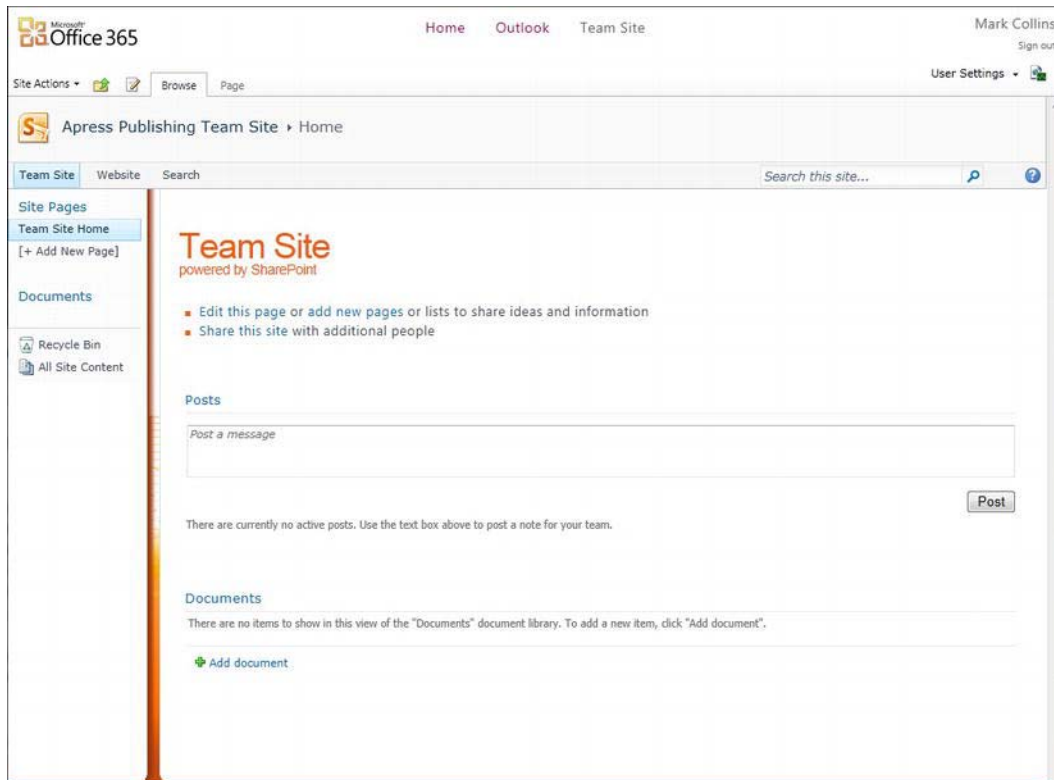 Microsoft®
Office 365
Home Outlook Team Site
Mark Collins
Sign out
Site Actions Browse Page User Settings
Apress Publishing Team Site Home
Team Site Website Search Search this site...
Site Pages
Team Site Home
[+ Add New Page]
Documents
Recycle Bin
All Site Content
Team Site
powered by SharePoint
Edit this page or add new pages or lists to share ideas and information
Share this site with additional people
Posts
Post a message
Post
There are currently no active posts. Use the text box above to post a note for your team.
Documents
There are no items to show in this view of the "Documents" document library. To add a new item, click "Add document".
Add document